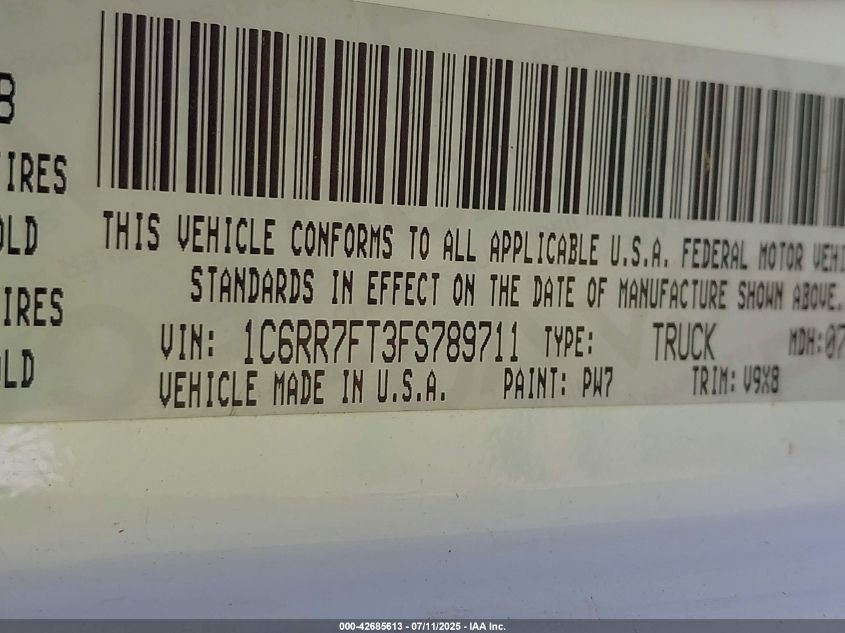 B
IRES
OLD
THIS VEHICLE CONFORMS TO ALL APPLICABLE U.S.A. FEDERAL MOTOR VEHI
STANDARDS IN EFFECT ON THE DATE OF MANUFACTURE SHOWN ABOVE.
IRES
VIN: 1C6RR7FT3FS789711 TYPE: TRUCK MDH:07
OLD
VEHICLE MADE IN U.S.A. PAINT: PW7 TRIM: V9X8
000-42685613 - 07/11/2025 - IAA Inc.